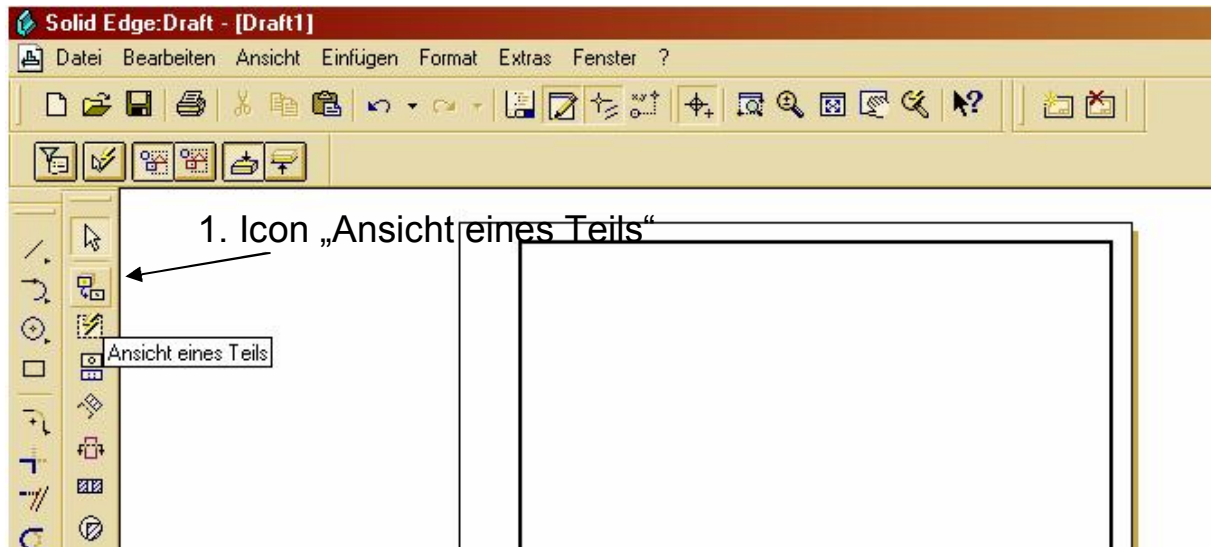 Solid Edge:Draft - [Draft1]
Datei Bearbeiten Ansicht Einfügen Format Extras Fenster ?
1. Icon „Ansicht eines Teils“
Ansicht eines Teils